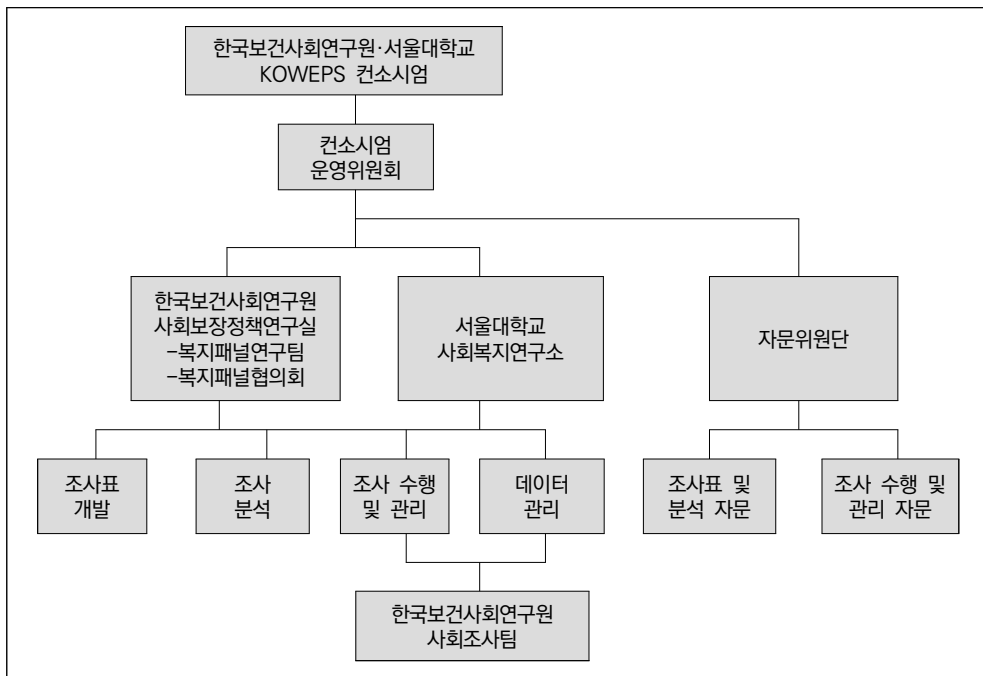 한국보건사회연구원·서울대학교
KOWEPS 컨소시엄
컨소시엄
운영위원회
한국보건사회연구원
사회보장정책연구실
-복지패널연구팀
-복지패널협의회
서울대학교
사회복지연구소
자문위원단
조사표
개발
조사
분석
조사 수행
및 관리
데이터
관리
조사표 및
분석 자문
조사 수행 및
관리 자문
한국보건사회연구원
사회조사팀